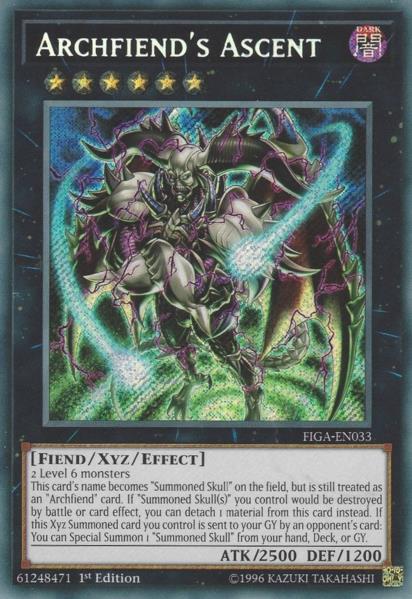 ARCHFIEND'S ASCENT
DARK
闇
FIGA-EN033
[FIEND/XYZ/EFFECT]
2 Level 6 monsters
This card's name becomes "Summoned Skull" on the field, but is still treated as
an "Archfiend" card. If "Summoned Skull(s)" you control would be destroyed
by battle or card effect, you can detach 1 material from this card instead. If
this Xyz Summoned card you control is sent to your GY by an opponent's card:
You can Special Summon 1 "Summoned Skull" from your hand, Deck, or GY.
ATK/2500 DEF/1200
61248471 1st Edition ©1996 KAZUKI TAKAHASHI